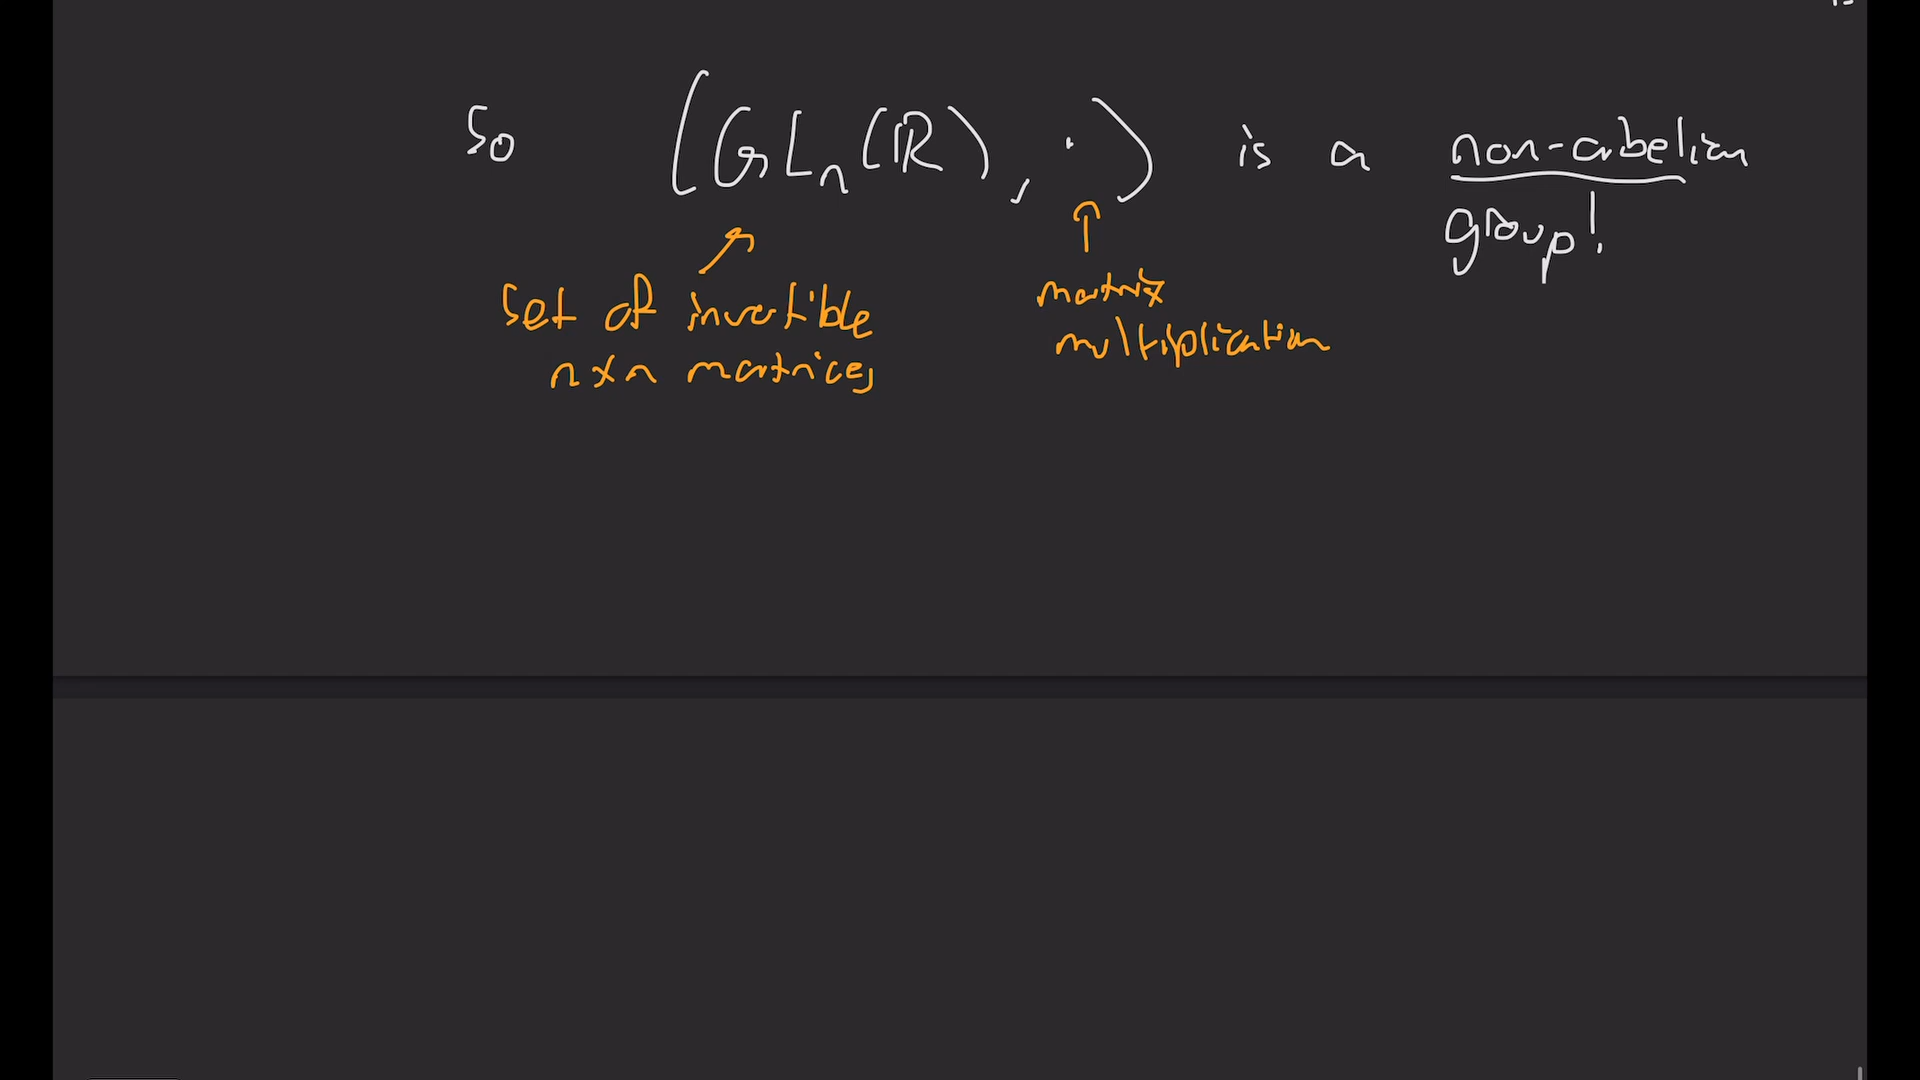 So (GLn(ℝ), ·) is a non-abelian
group!
set of invertible
n×n matrices
matrix
multiplication